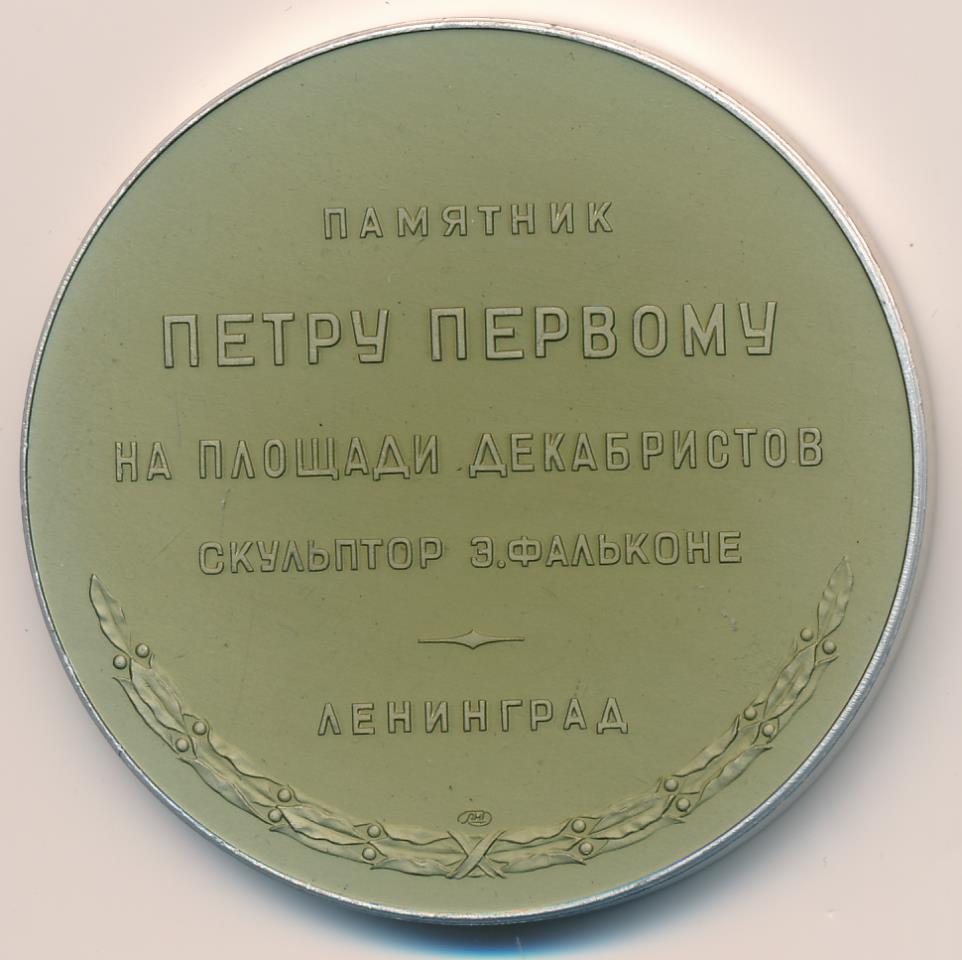 ПАМЯТНИК
ПЕТРУ ПЕРВОМУ
НА ПЛОЩАДИ ДЕКАБРИСТОВ
СКУЛЬПТОР Э.ФАЛЬКОНЕ
ЛЕНИНГРАД